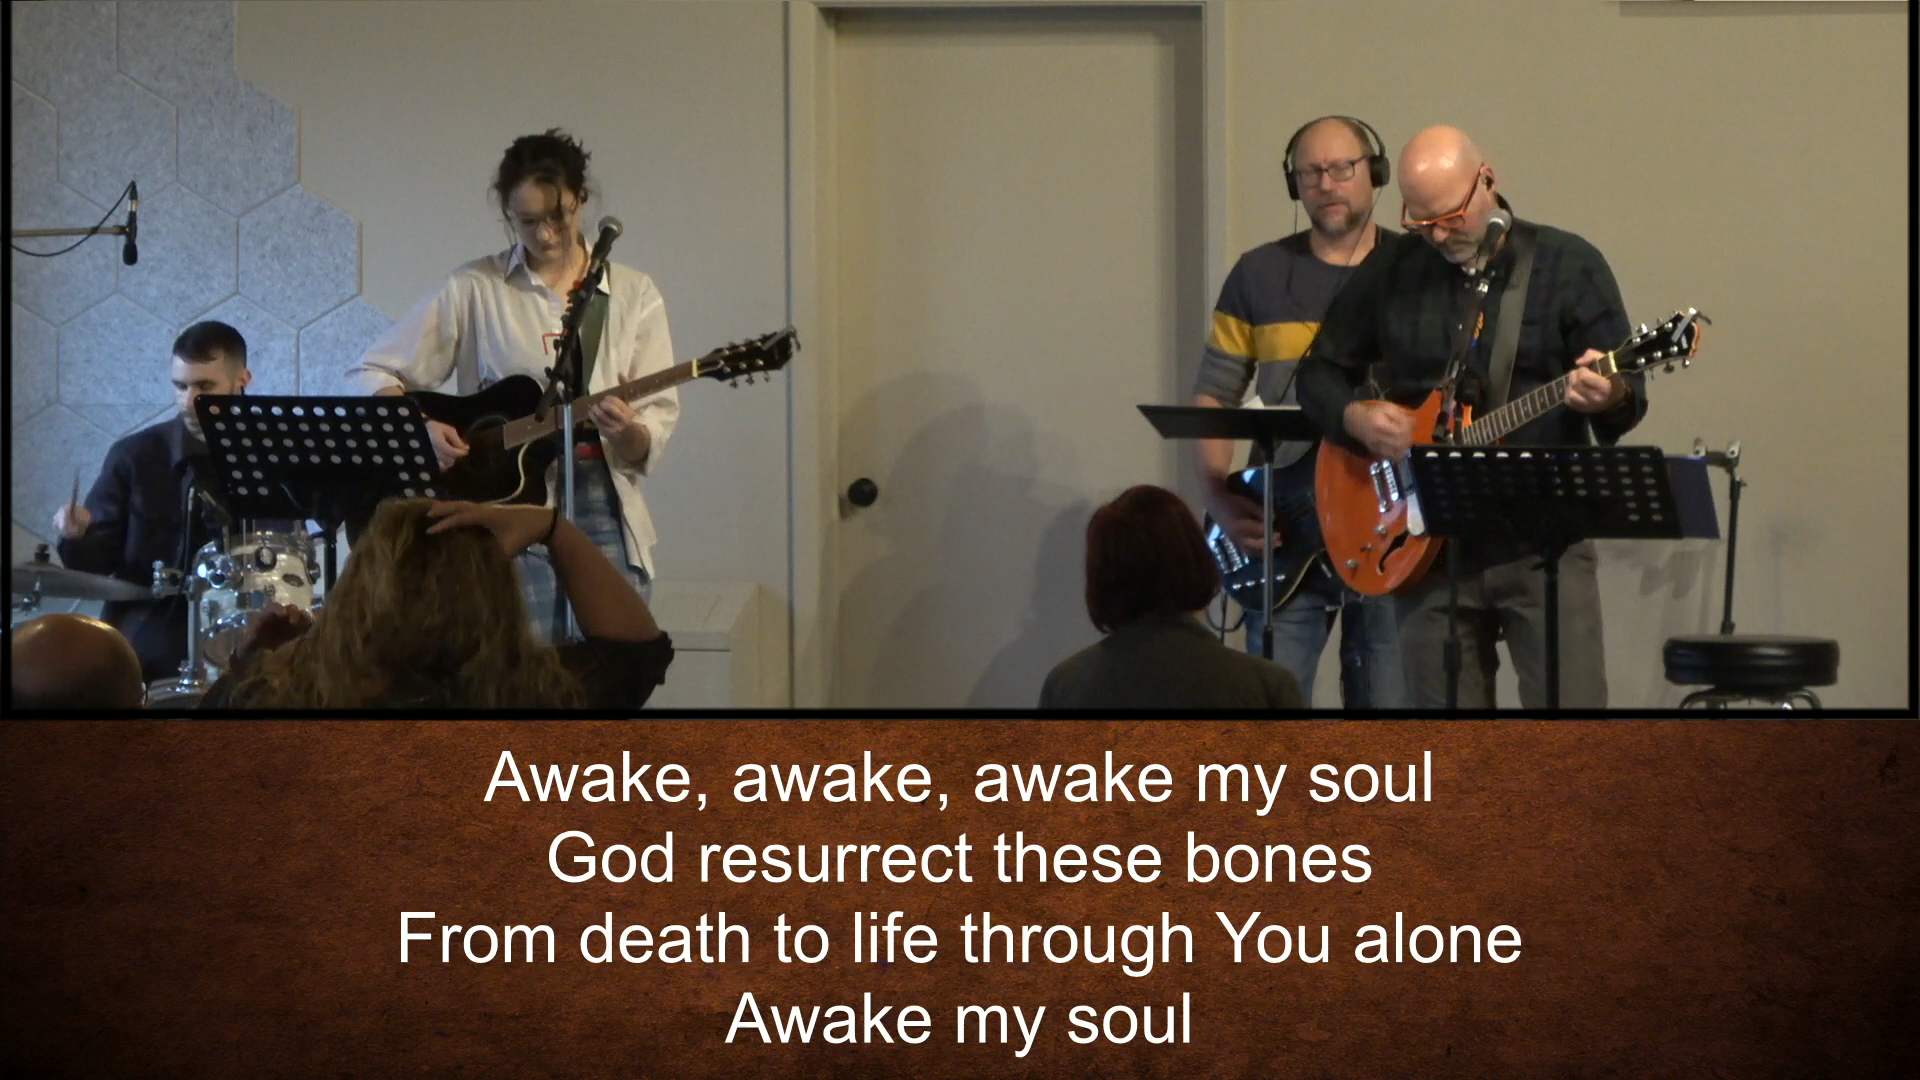 Awake, awake, awake my soul
God resurrect these bones
From death to life through You alone
Awake my soul